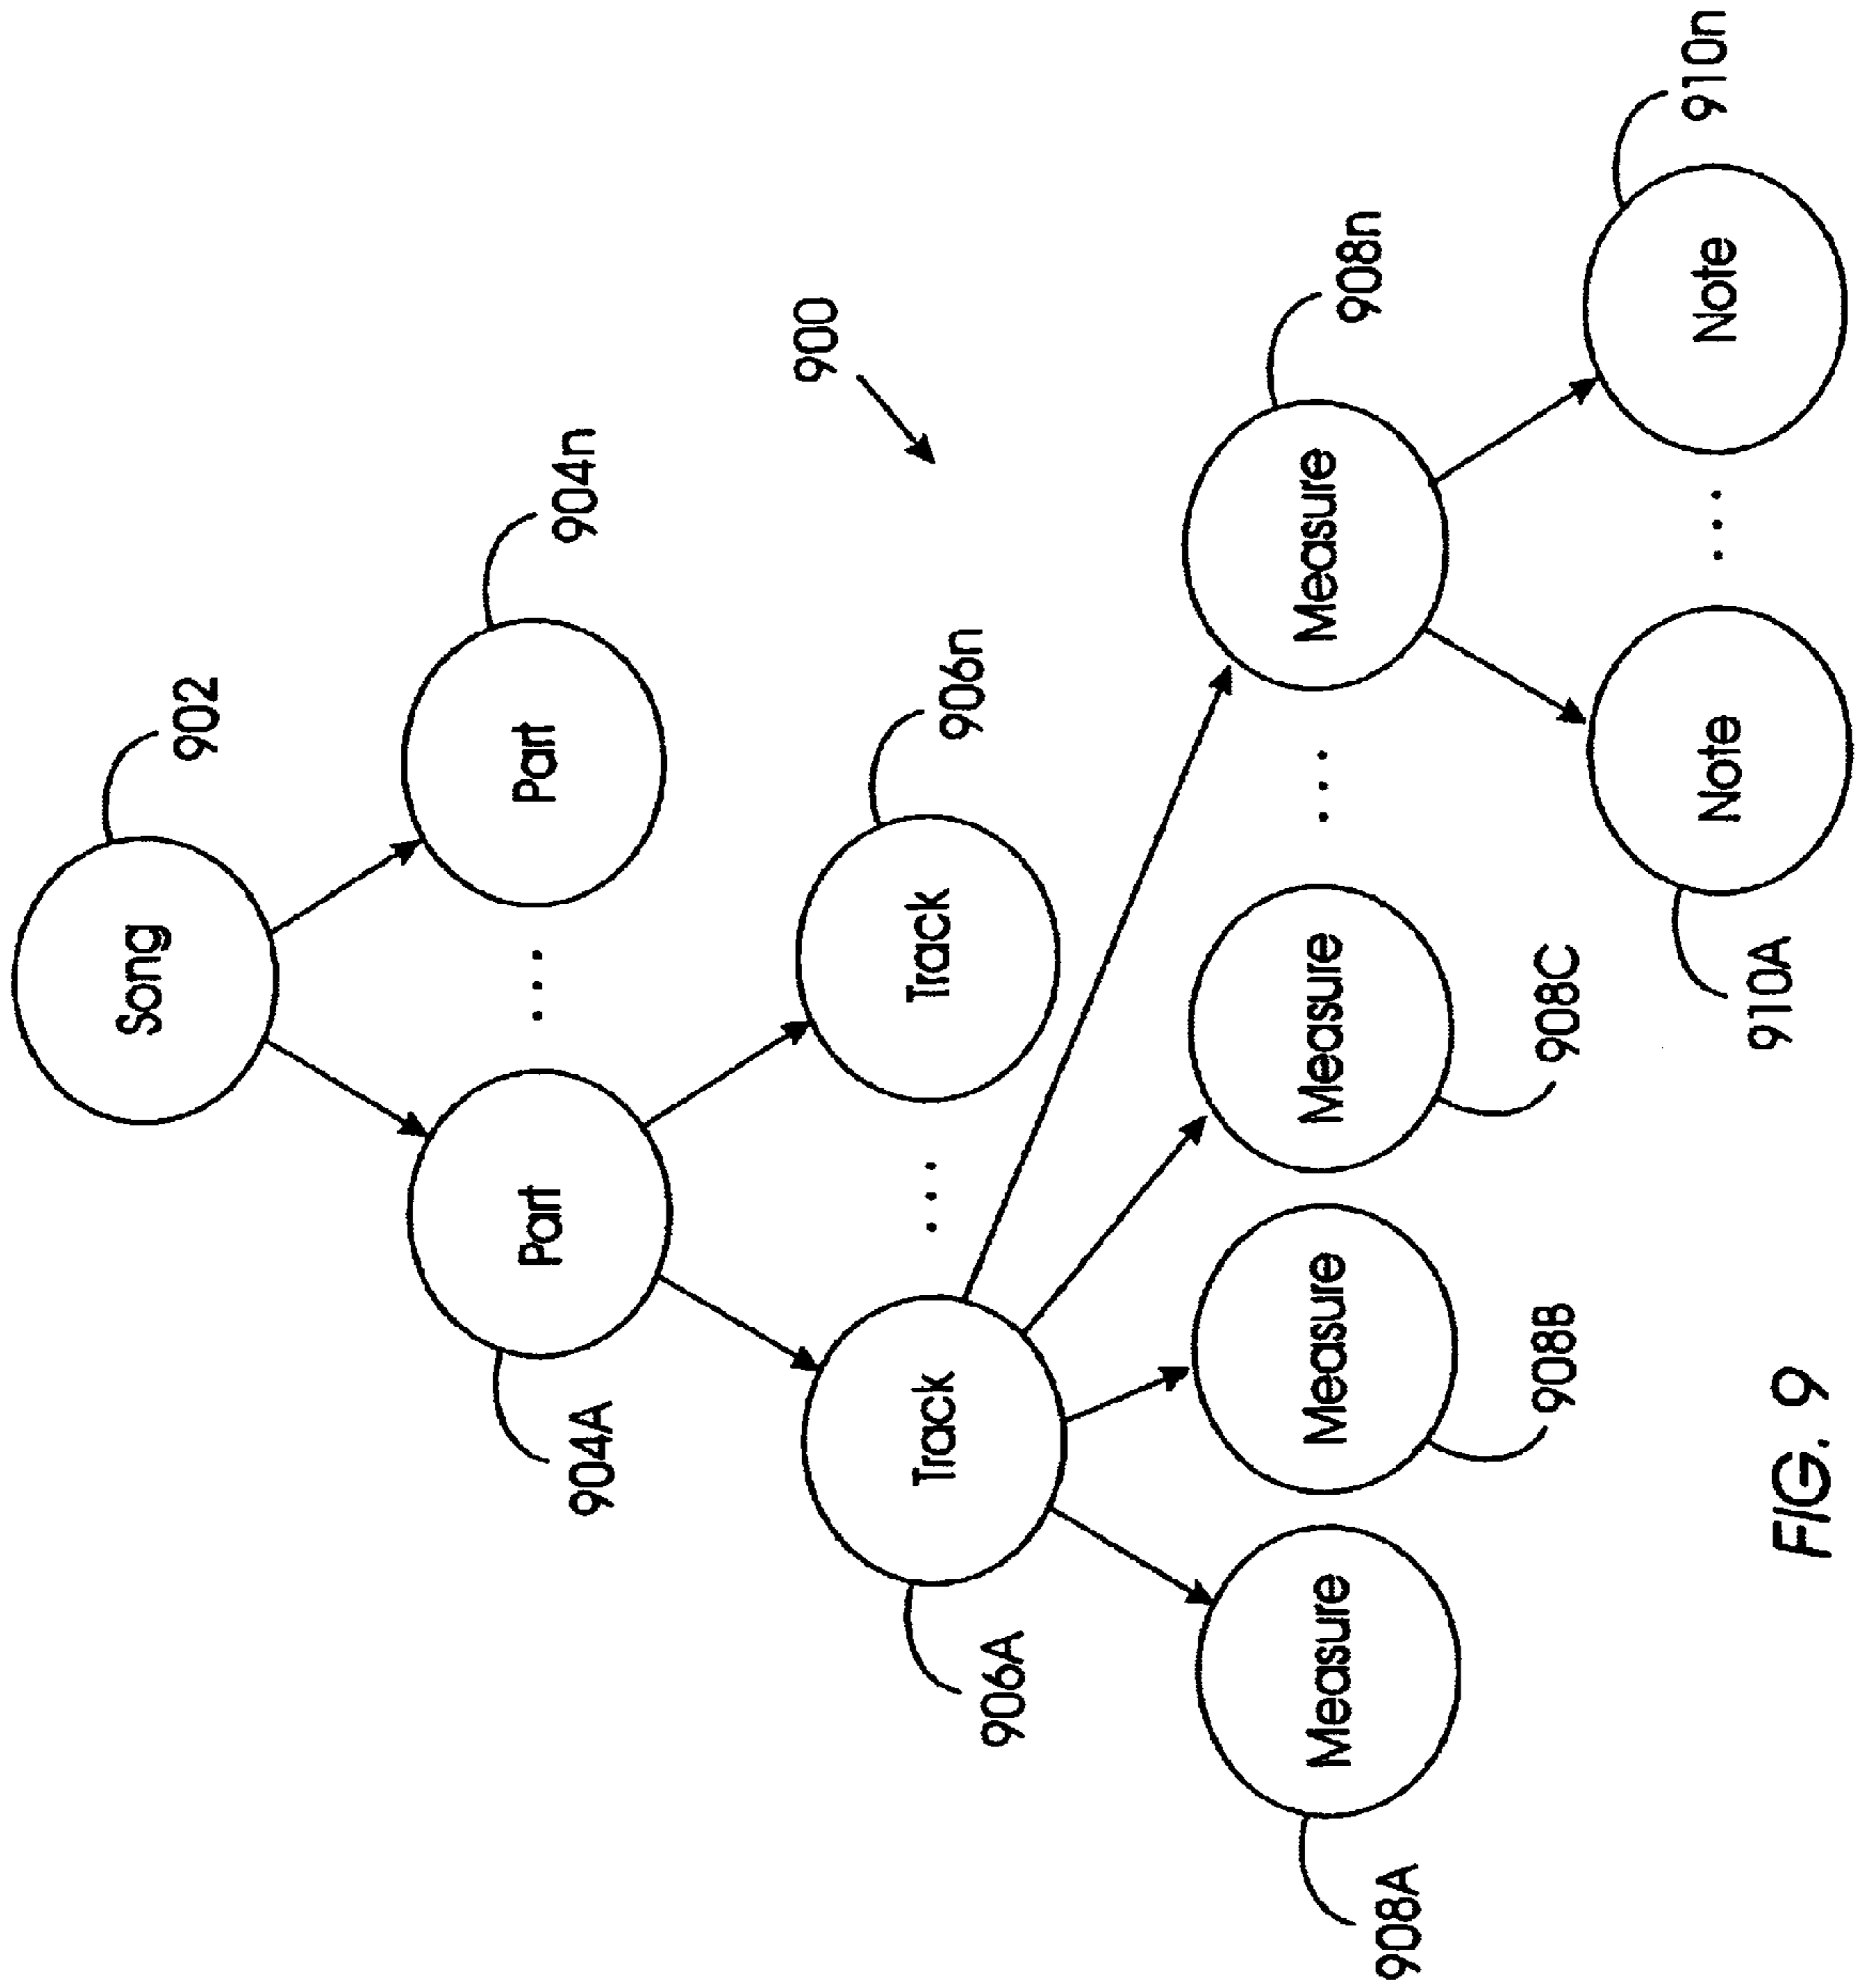 Song
902
Part
904A
. . .
Part
904n
Track
906A
. . .
Track
906n
900
Measure
908A
Measure
908B
Measure
908C
. . .
Measure
908n
Note
910A
. . .
Note
910n
FIG. 9